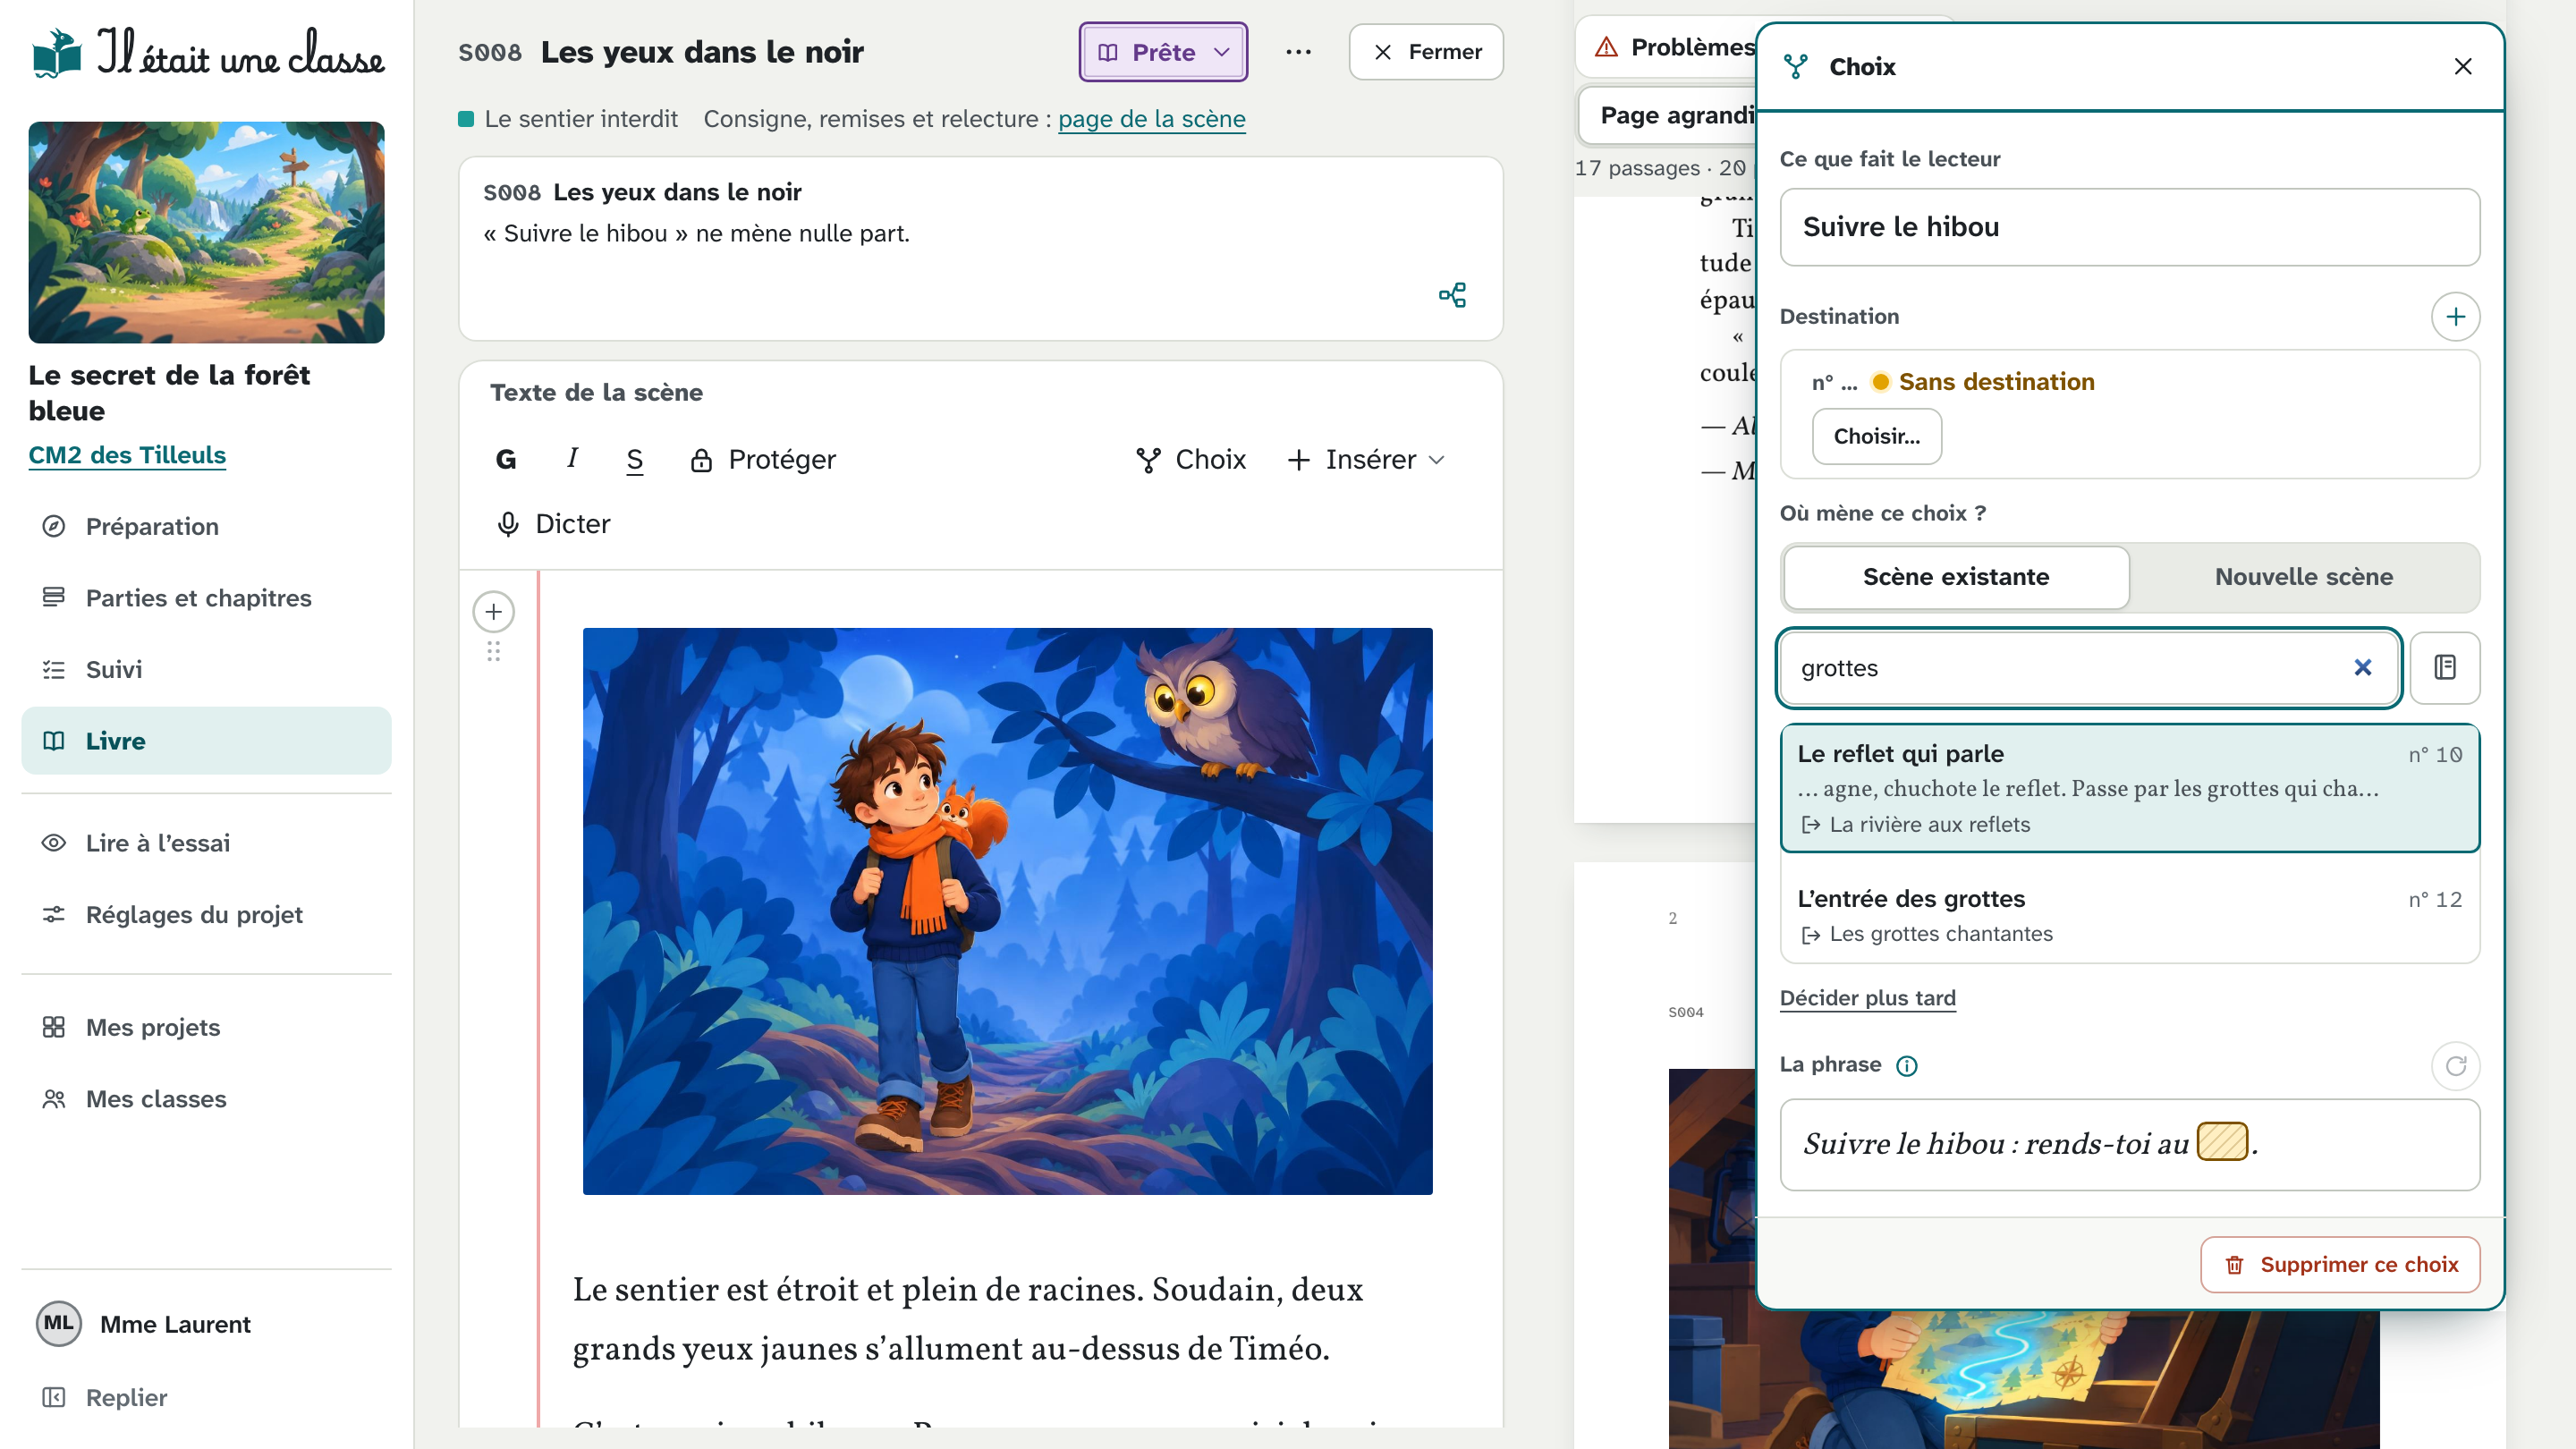 Il était une classe
Le secret de la forêt
bleue
CM2 des Tilleuls
Préparation
Parties et chapitres
Suivi
Livre
Lire à l’essai
Réglages du projet
Mes projets
Mes classes
ML Mme Laurent
Replier
S008 Les yeux dans le noir
Prête
... Fermer
Le sentier interdit Consigne, remises et relecture : page de la scène
S008 Les yeux dans le noir
« Suivre le hibou » ne mène nulle part.
Texte de la scène
G I S Protéger Choix Insérer
Dicter
Le sentier est étroit et plein de racines. Soudain, deux
grands yeux jaunes s’allument au-dessus de Timéo.
Problèmes
Page agrandi
17 passages · 20
Ti
tude
épau
«
coule
— Al
— M
2
S004
Choix
Ce que fait le lecteur
Suivre le hibou
Destination
n° ... Sans destination
Choisir...
Où mène ce choix ?
Scène existante Nouvelle scène
grottes
Le reflet qui parle n° 10
... agne, chuchote le reflet. Passe par les grottes qui cha...
La rivière aux reflets
L’entrée des grottes n° 12
Les grottes chantantes
Décider plus tard
La phrase
Suivre le hibou : rends-toi au .
Supprimer ce choix